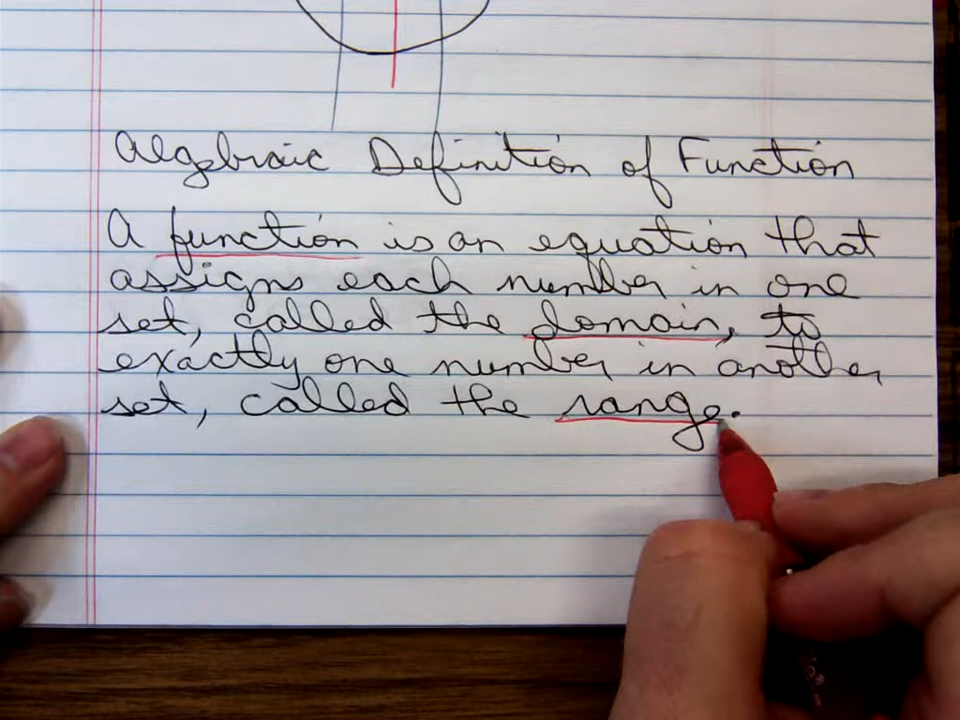 Algebraic Definition of Function
A function is an equation that
assigns each number in one
set, called the domain, to
exactly one number in another
set, called the range.